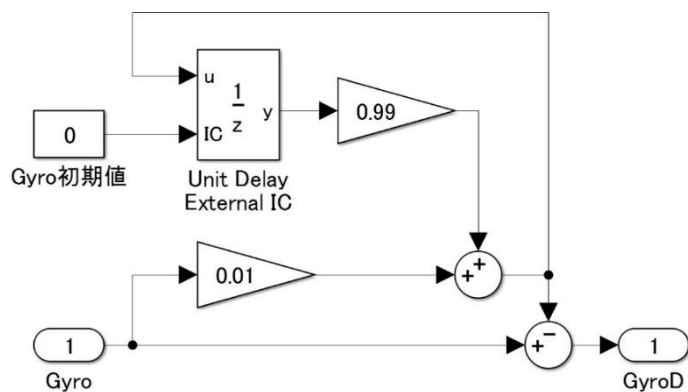 u
1
z
y
IC
0.99
0
Gyro初期値
Unit Delay
External IC
0.01
+
+
1
Gyro
−
+
1
GyroD